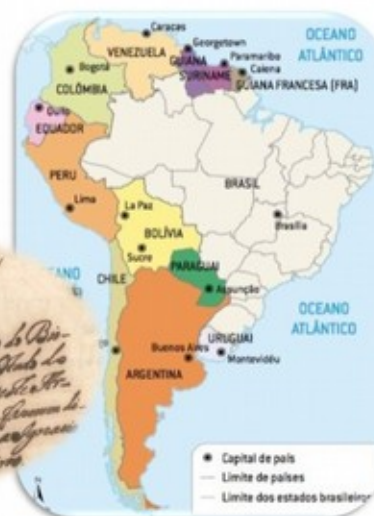 Caracas
OCEANO
ATLÂNTICO
VENEZUELA
Georgetown
GUIANA
Paramaribo
Bogotá
SURINAME
Caiena
GUIANA FRANCESA (FRA)
COLÔMBIA
Quito
EQUADOR
PERU
BRASIL
Lima
La Paz
Brasília
BOLÍVIA
Sucre
PARAGUAI
CHILE
Assunção
OCEANO
ATLÂNTICO
URUGUAI
Buenos Aires
Montevidéu
ARGENTINA
N
Capital de país
Limite de países
Limite dos estados brasileiros